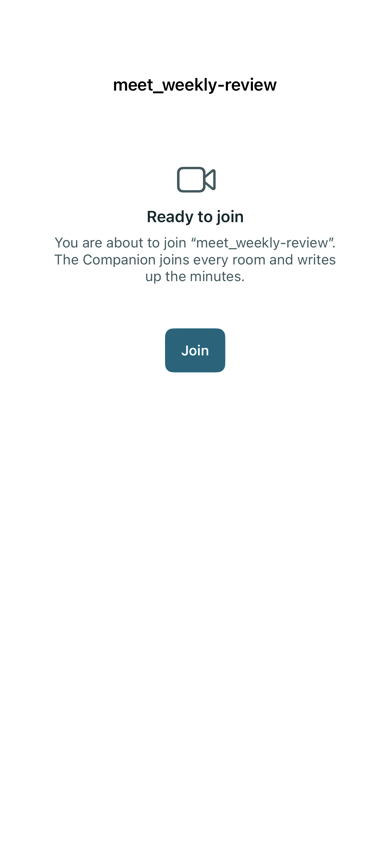 meet_weekly-review
Ready to join
You are about to join “meet_weekly-review”.
The Companion joins every room and writes
up the minutes.
Join